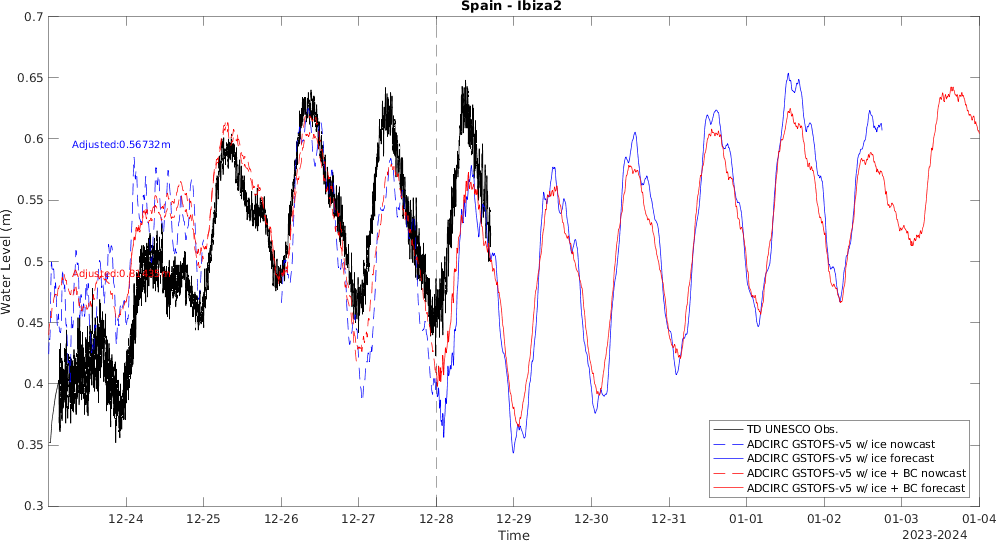 Spain - Ibiza2
0.7
0.65
0.6
0.55
0.5
0.45
0.4
0.35
0.3
Water Level (m)
Adjusted:0.56732m
TD UNESCO Obs.
ADCIRC GSTOFS-v5 w/ ice nowcast
ADCIRC GSTOFS-v5 w/ ice forecast
ADCIRC GSTOFS-v5 w/ ice + BC nowcast
ADCIRC GSTOFS-v5 w/ ice + BC forecast
12-24 12-25 12-26 12-27 12-28 12-29 12-30 12-31 01-01 01-02 01-03 01-04
Time
2023-2024